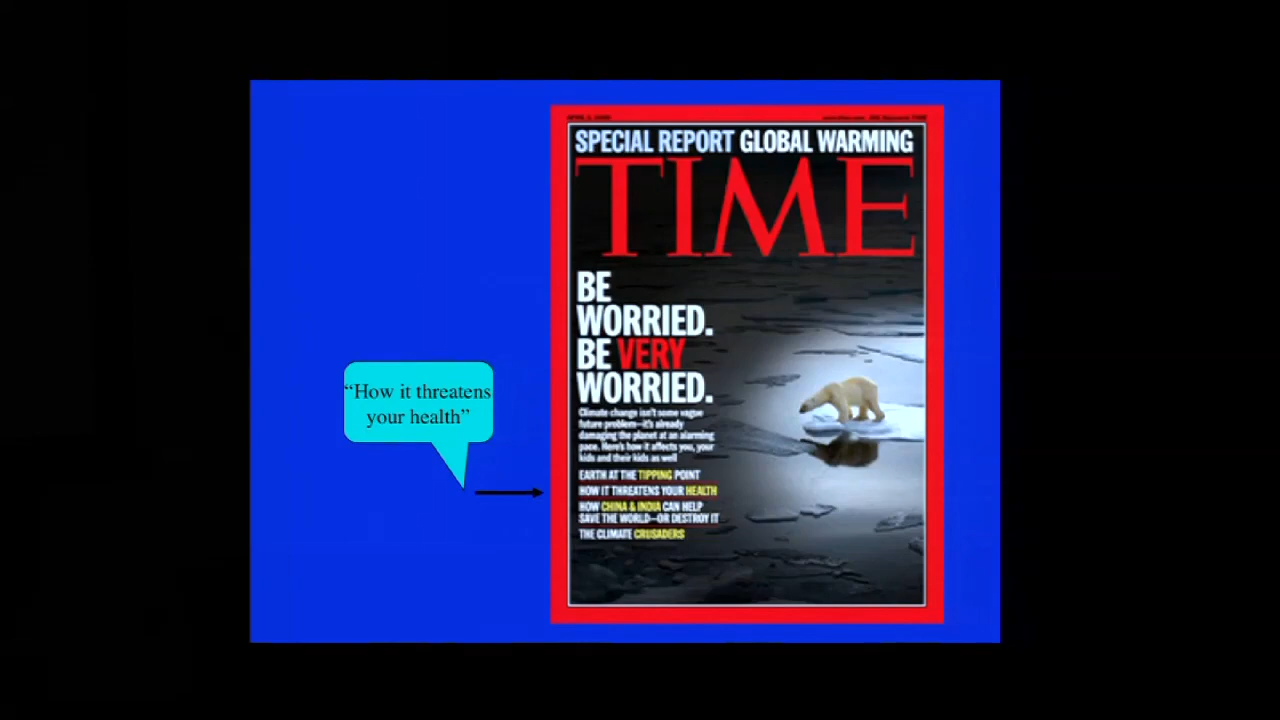 SPECIAL REPORT GLOBAL WARMING
TIME
BE
WORRIED.
BE VERY
WORRIED.
Climate change isn't some vague
future problem—it's already
damaging the planet at an alarming
pace. Here's how it affects you, your
kids and their kids as well
EARTH AT THE TIPPING POINT
HOW IT THREATENS YOUR HEALTH
HOW CHINA & INDIA CAN HELP
SAVE THE WORLD—OR DESTROY IT
THE CLIMATE CRUSADERS
“How it threatens
your health”